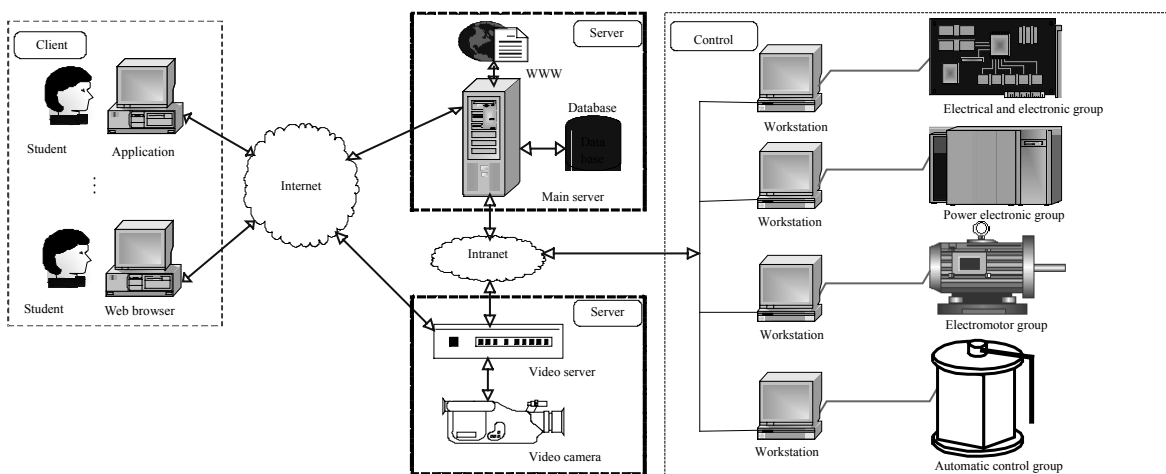 Client
Student
Application
⋮
Student
Web browser
Internet
Server
WWW
Database
Data
base
Main server
Intranet
Server
Video server
Video camera
Control
Workstation
Electrical and electronic group
Workstation
Power electronic group
Workstation
Electromotor group
Workstation
Automatic control group